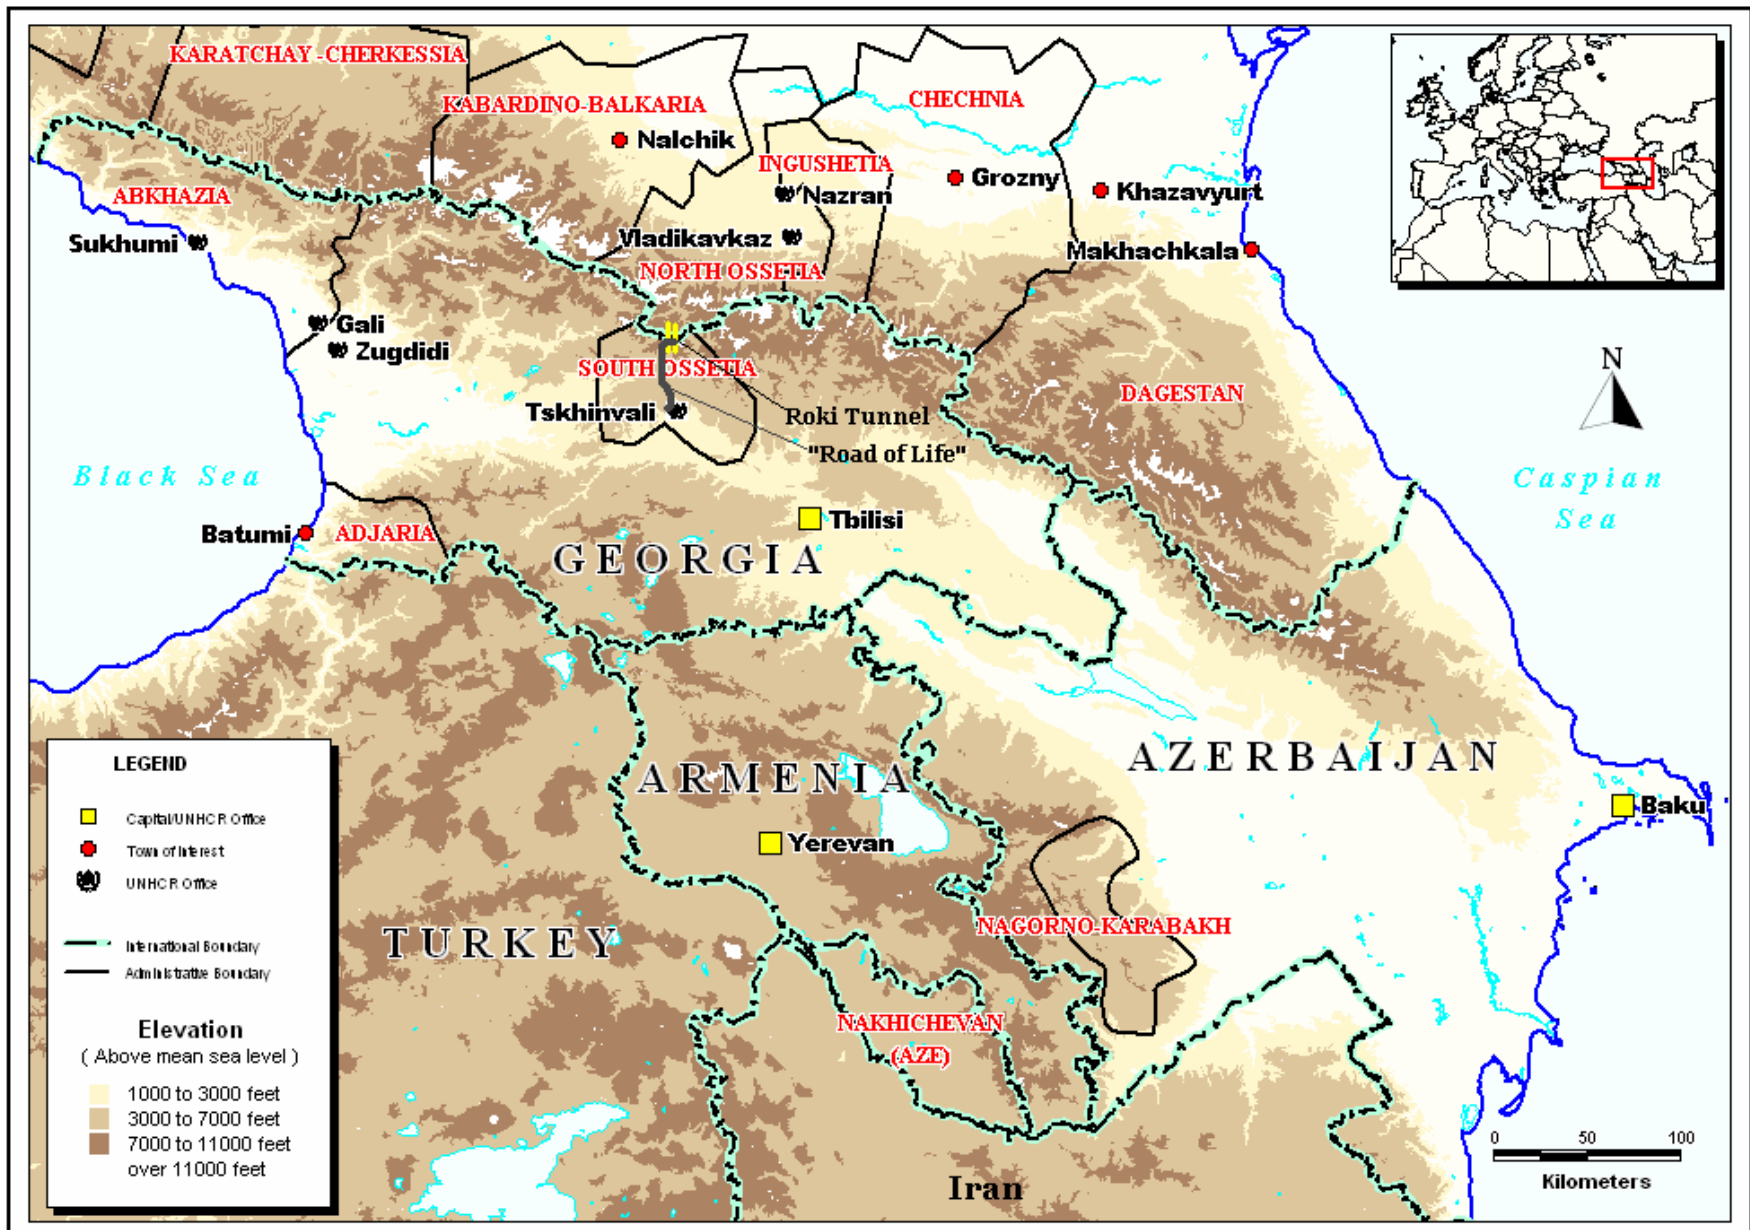 KARATCHAY -CHERKESSIA
KABARDINO-BALKARIA
CHECHNIA
Nalchik
INGUSHETIA
Nazran
Grozny
Khazavyurt
ABKHAZIA
Sukhumi
Vladikavkaz
NORTH OSSETIA
Makhachkala
Gali
Zugdidi
SOUTH OSSETIA
Tskhinvali
Roki Tunnel
"Road of Life"
DAGESTAN
N
Black Sea
Caspian
Sea
Batumi
ADJARIA
Tbilisi
GEORGIA
ARMENIA
AZERBAIJAN
Yerevan
Baku
TURKEY
NAGORNO-KARABAKH
NAKHICHEVAN
(AZE)
Iran
LEGEND
Capital/UNHCR Office
Town of Interest
UNHCR Office
International Boundary
Administrative Boundary
Elevation
( Above mean sea level )
1000 to 3000 feet
3000 to 7000 feet
7000 to 11000 feet
over 11000 feet
0 50 100
Kilometers